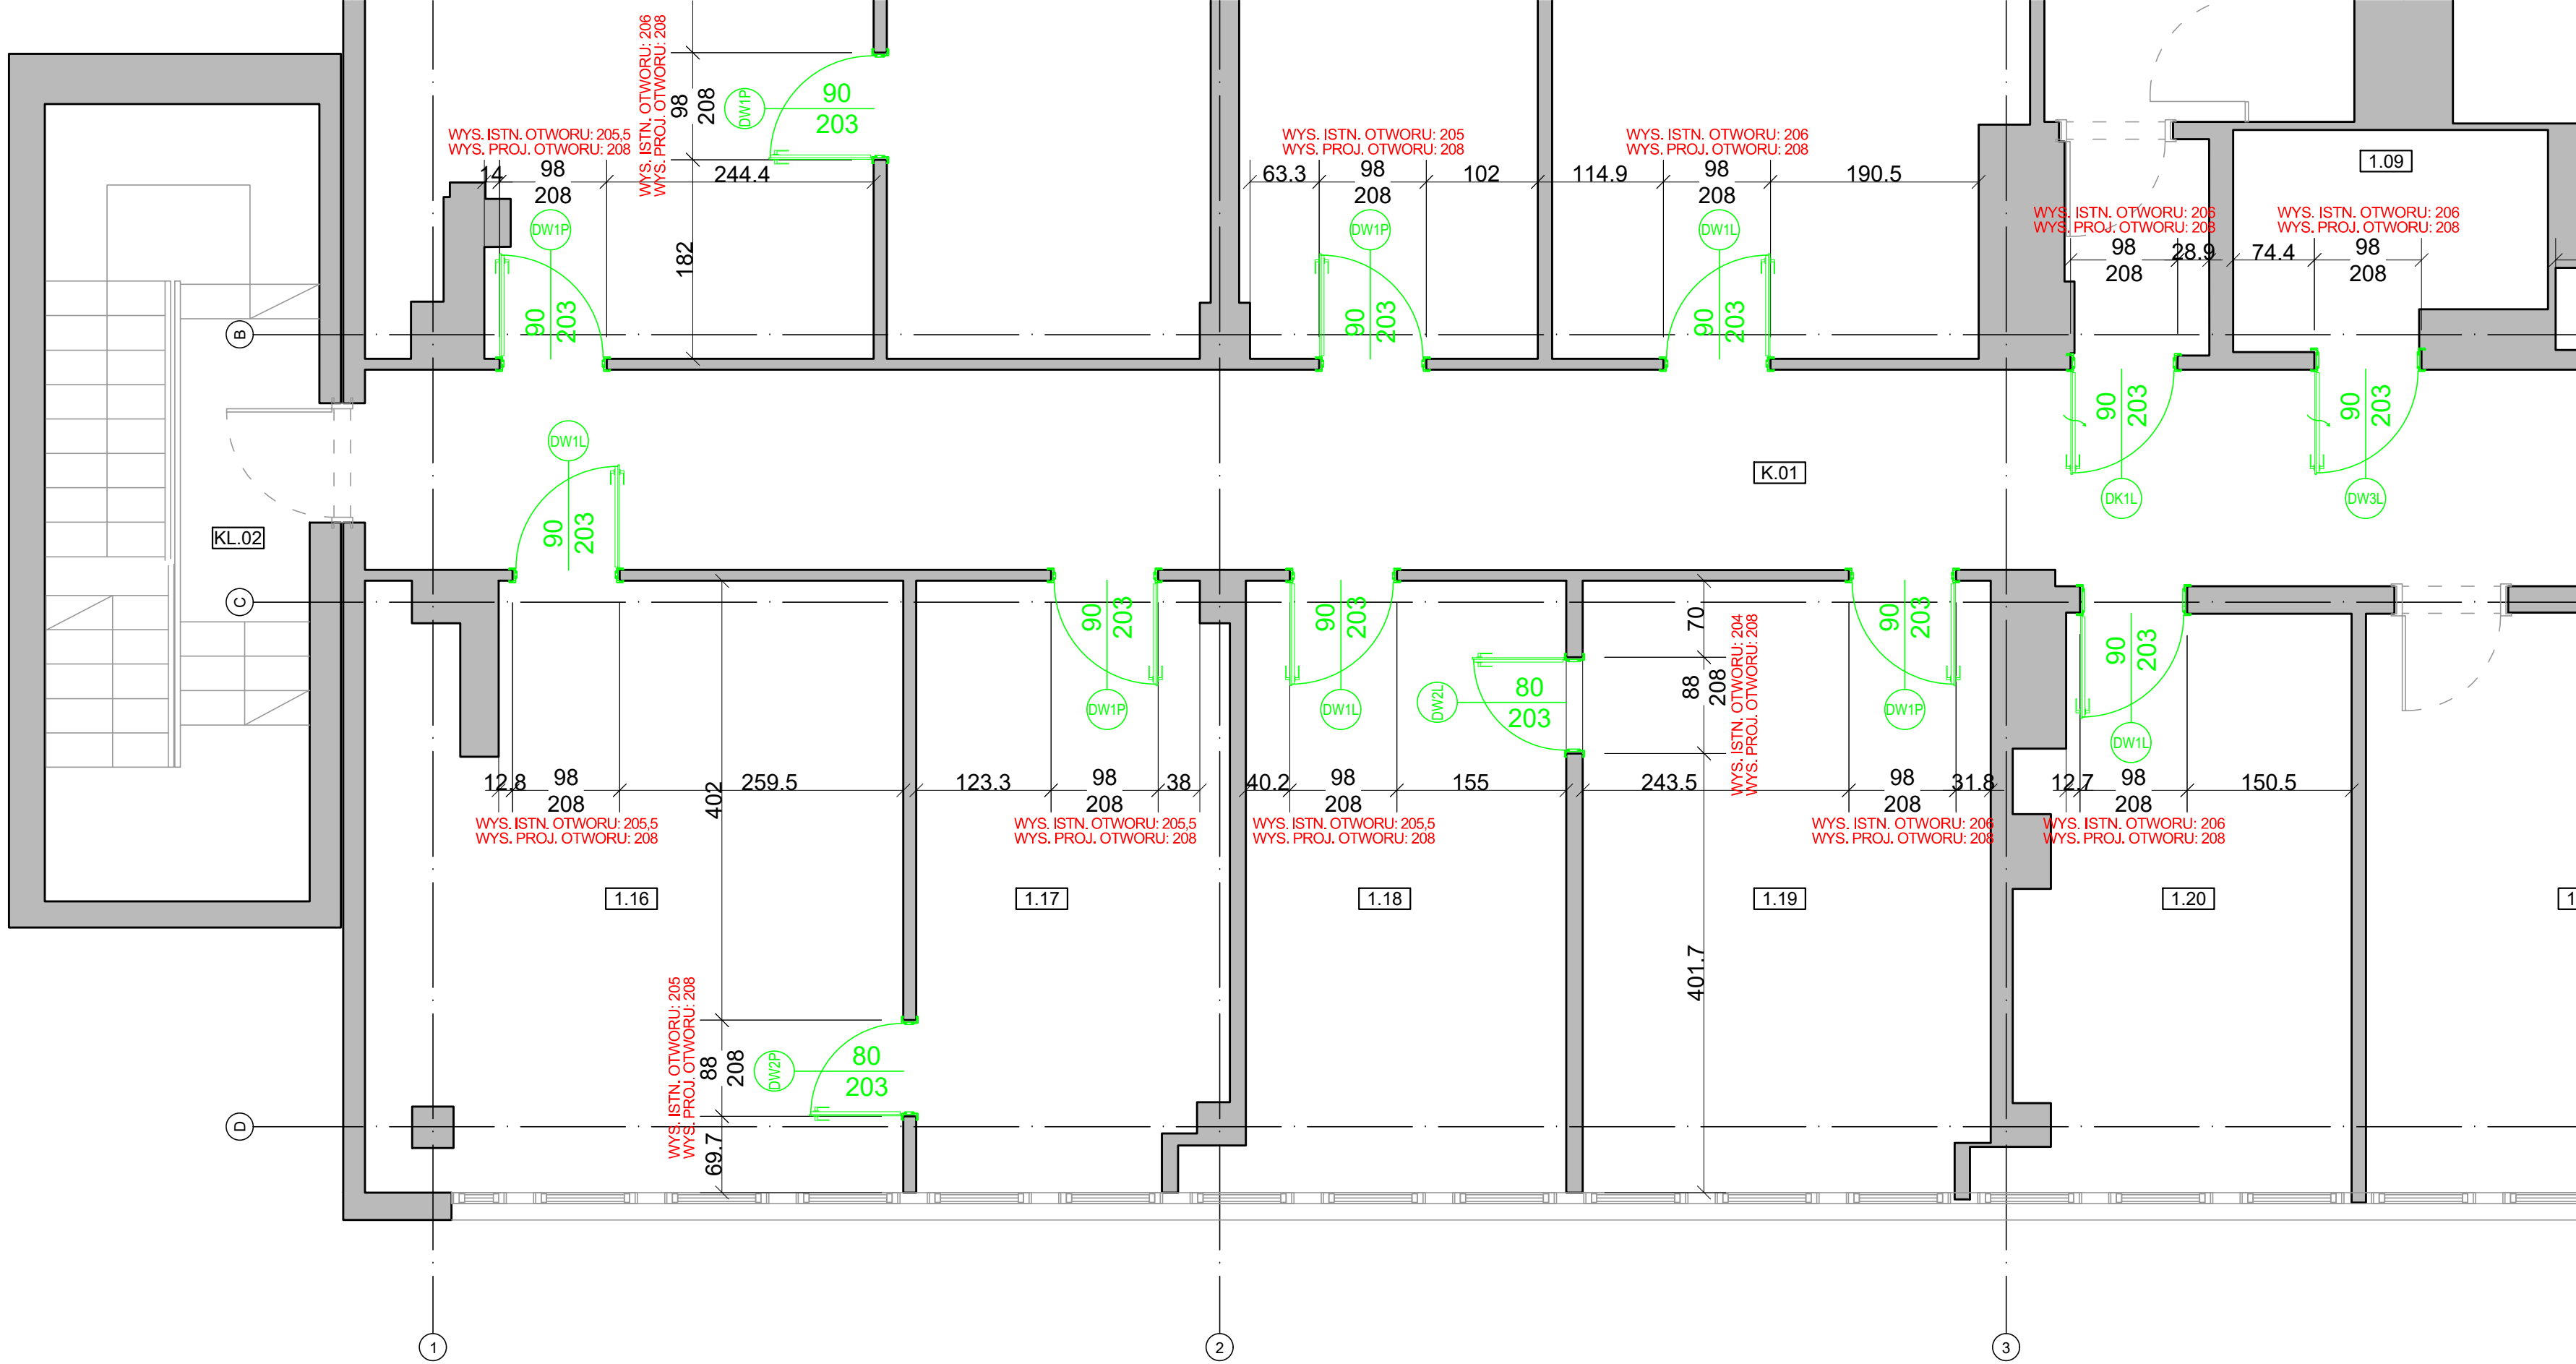 WYS. ISTN. OTWORU: 206
WYS. PROJ. OTWORU: 208
98
208
DW1P
90
203
182
WYS. ISTN. OTWORU: 205,5
WYS. PROJ. OTWORU: 208
14
98
208
244.4
DW1P
90
203
WYS. ISTN. OTWORU: 205
WYS. PROJ. OTWORU: 208
63.3
98
208
102
DW1P
90
203
WYS. ISTN. OTWORU: 206
WYS. PROJ. OTWORU: 208
114.9
98
208
190.5
DW1L
90
203
1.09
WYS. ISTN. OTWORU: 206
WYS. PROJ. OTWORU: 208
98
208
28.9
WYS. ISTN. OTWORU: 206
WYS. PROJ. OTWORU: 208
74.4
98
208
B
90
203
DK1L
90
203
DW3L
DW1L
90
203
K.01
KL.02
C
90
203
DW1P
90
203
DW1L
DW2L
80
203
70
88
208
WYS. ISTN. OTWORU: 204
WYS. PROJ. OTWORU: 208
401.7
90
203
DW1P
90
203
DW1L
12.8
98
208
259.5
402
WYS. ISTN. OTWORU: 205,5
WYS. PROJ. OTWORU: 208
123.3
98
208
38
WYS. ISTN. OTWORU: 205,5
WYS. PROJ. OTWORU: 208
40.2
98
208
155
WYS. ISTN. OTWORU: 205,5
WYS. PROJ. OTWORU: 208
243.5
98
208
31.8
WYS. ISTN. OTWORU: 206
WYS. PROJ. OTWORU: 208
12.7
98
208
150.5
WYS. ISTN. OTWORU: 206
WYS. PROJ. OTWORU: 208
1.16
1.17
1.18
1.19
1.20
1
WYS. ISTN. OTWORU: 205
WYS. PROJ. OTWORU: 208
88
208
DW2P
80
203
69.7
D
1
2
3